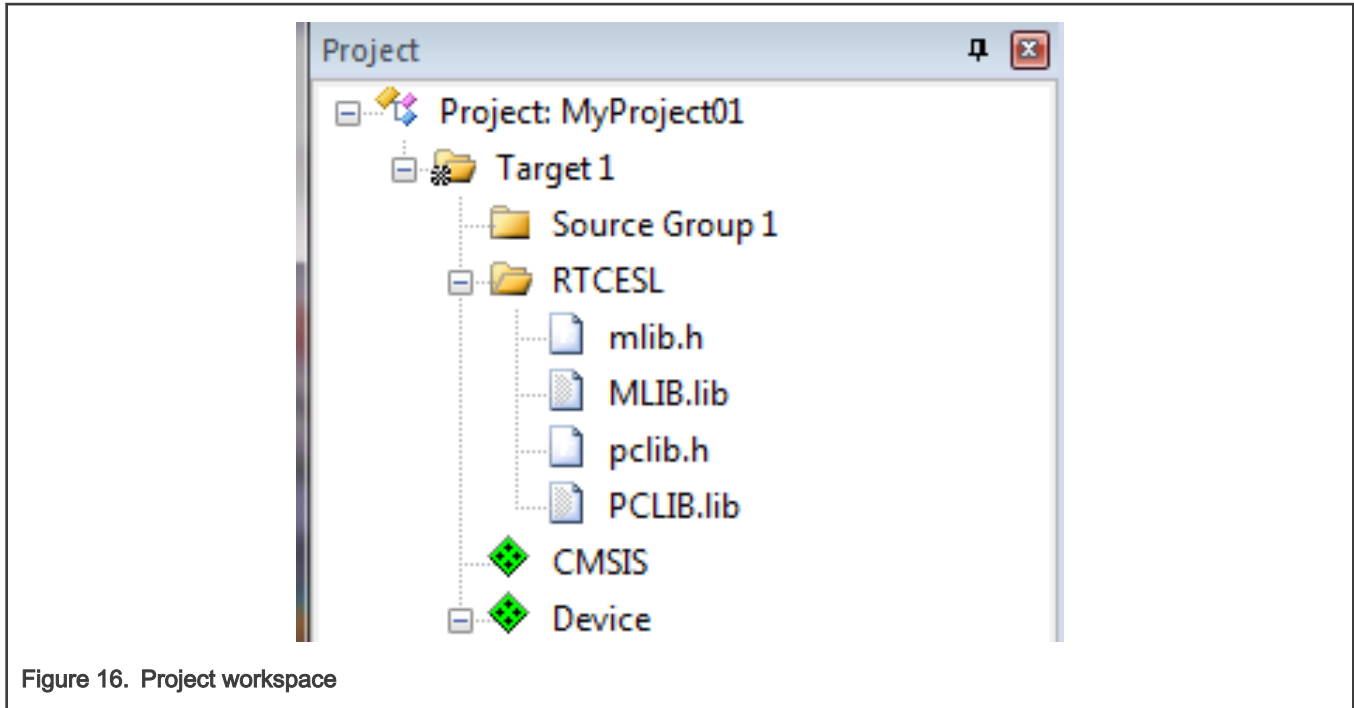 Project
Project: MyProject01
Target 1
Source Group 1
RTCESL
mlib.h
MLIB.lib
pclib.h
PCLIB.lib
CMSIS
Device
Figure 16. Project workspace